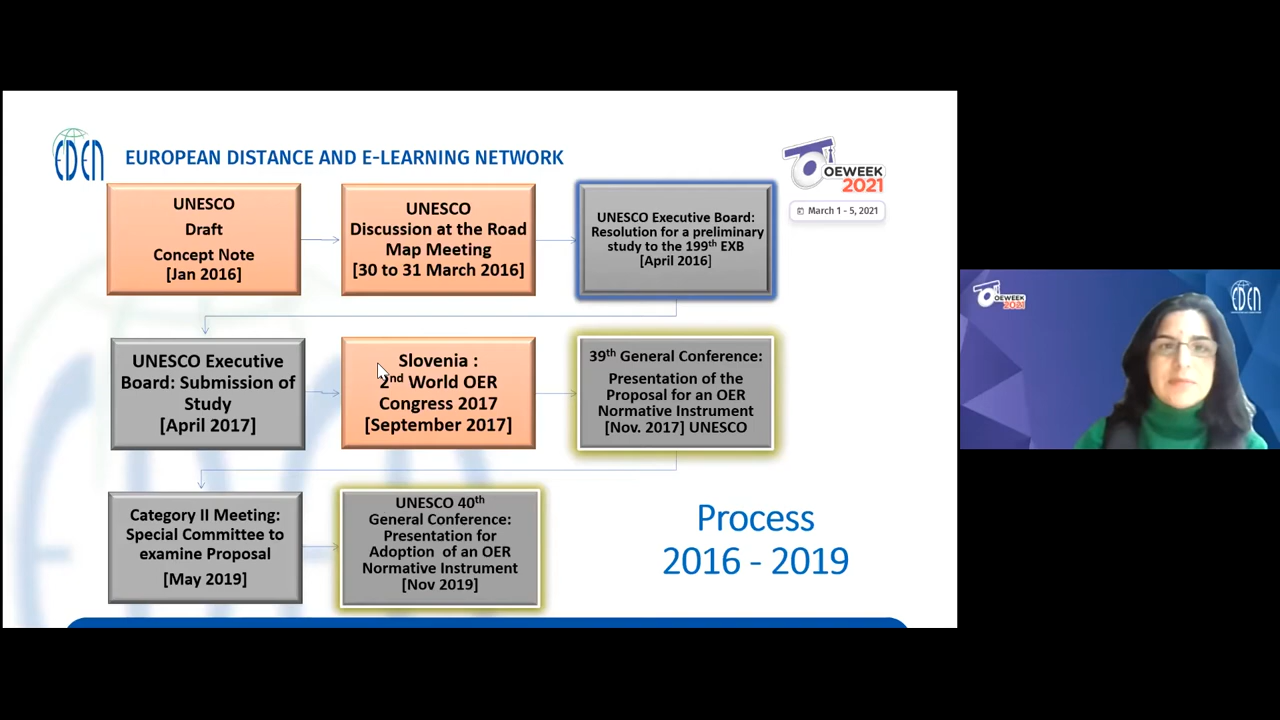 EDEN
EUROPEAN DISTANCE AND E-LEARNING NETWORK
OEWEEK
2021
March 1 - 5, 2021
UNESCO
Draft
Concept Note
[Jan 2016]
UNESCO
Discussion at the Road
Map Meeting
[30 to 31 March 2016]
UNESCO Executive Board:
Resolution for a preliminary
study to the 199th EXB
[April 2016]
UNESCO Executive
Board: Submission of
Study
[April 2017]
Slovenia :
2nd World OER
Congress 2017
[September 2017]
39th General Conference:
Presentation of the
Proposal for an OER
Normative Instrument
[Nov. 2017] UNESCO
Category II Meeting:
Special Committee to
examine Proposal
[May 2019]
UNESCO 40th
General Conference:
Presentation for
Adoption of an OER
Normative Instrument
[Nov 2019]
Process
2016 - 2019
OEWEEK
2021
EDEN